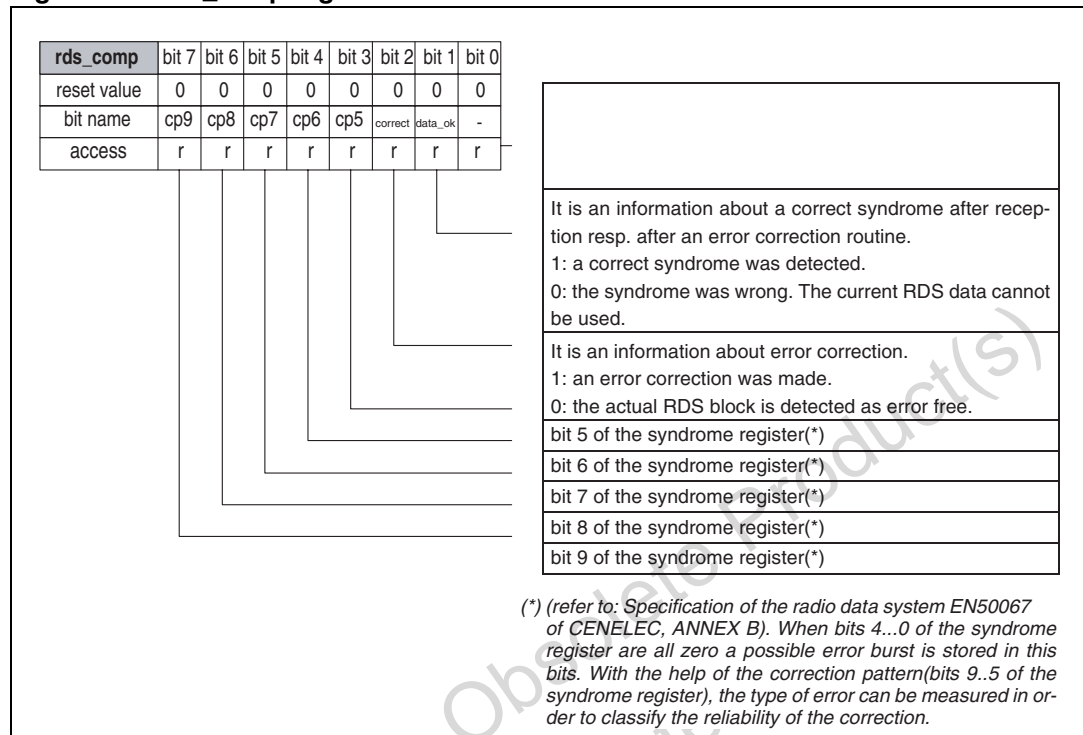 rds_comp bit 7 bit 6 bit 5 bit 4 bit 3 bit 2 bit 1 bit 0
reset value 0 0 0 0 0 0 0 0
bit name cp9 cp8 cp7 cp6 cp5 correct data_ok -
access r r r r r r r r
It is an information about a correct syndrome after recep-
tion resp. after an error correction routine.
1: a correct syndrome was detected.
0: the syndrome was wrong. The current RDS data cannot
be used.
It is an information about error correction.
1: an error correction was made.
0: the actual RDS block is detected as error free.
bit 5 of the syndrome register(*)
bit 6 of the syndrome register(*)
bit 7 of the syndrome register(*)
bit 8 of the syndrome register(*)
bit 9 of the syndrome register(*)
(*) (refer to: Specification of the radio data system EN50067
of CENELEC, ANNEX B). When bits 4...0 of the syndrome
register are all zero a possible error burst is stored in this
bits. With the help of the correction pattern(bits 9..5 of the
syndrome register), the type of error can be measured in or-
der to classify the reliability of the correction.
Obsolete Product(s)